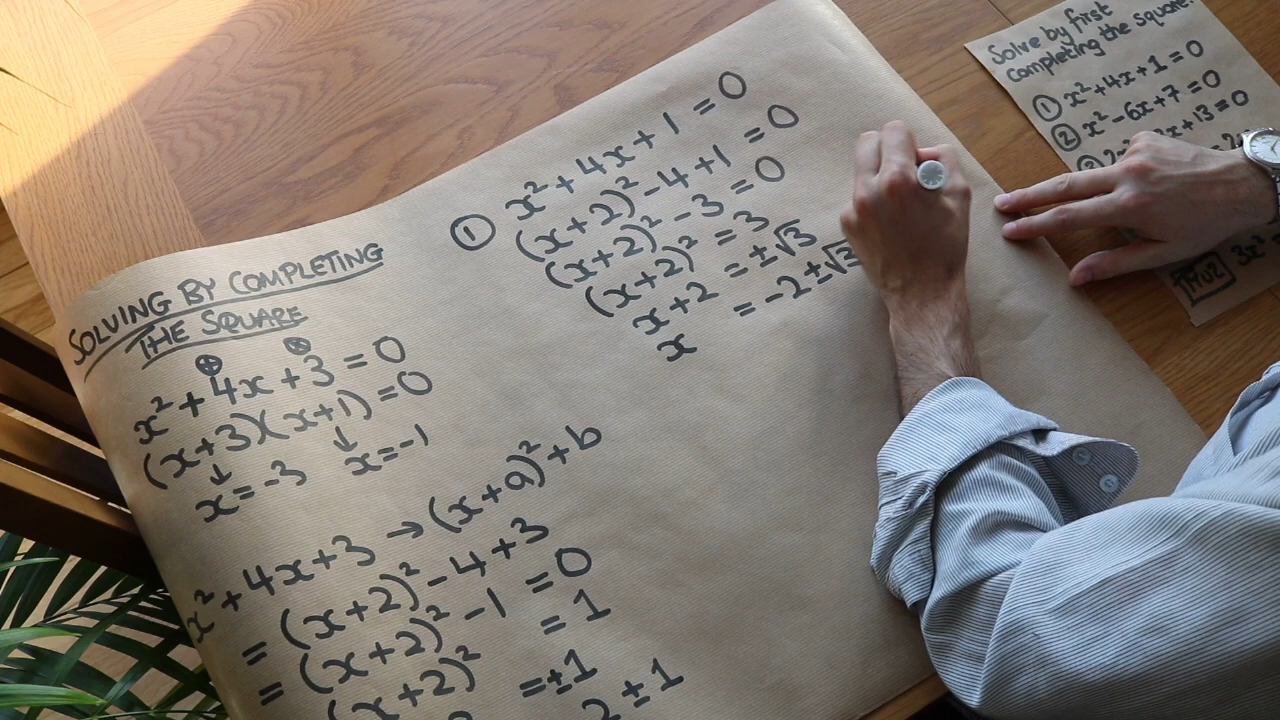 SOLVING BY COMPLETING
THE SQUARE
x² + 4x + 3 = 0
(x+3)(x+1) = 0
x = -3 x = -1
x² + 4x + 3 → (x+a)² + b
= (x+2)² - 4 + 3
= (x+2)² - 1 = 0
(x+2)² = 1
= ±1
2 ± 1
① x² + 4x + 1 = 0
(x+2)² - 4 + 1 = 0
(x+2)² - 3 = 0
(x+2)² = 3
x+2 = ±√3
x = -2 ± √3
Solve by first
completing the square.
① x² + 4x + 1 = 0
② x² - 6x + 7 = 0
x + 13 = 0
3x²